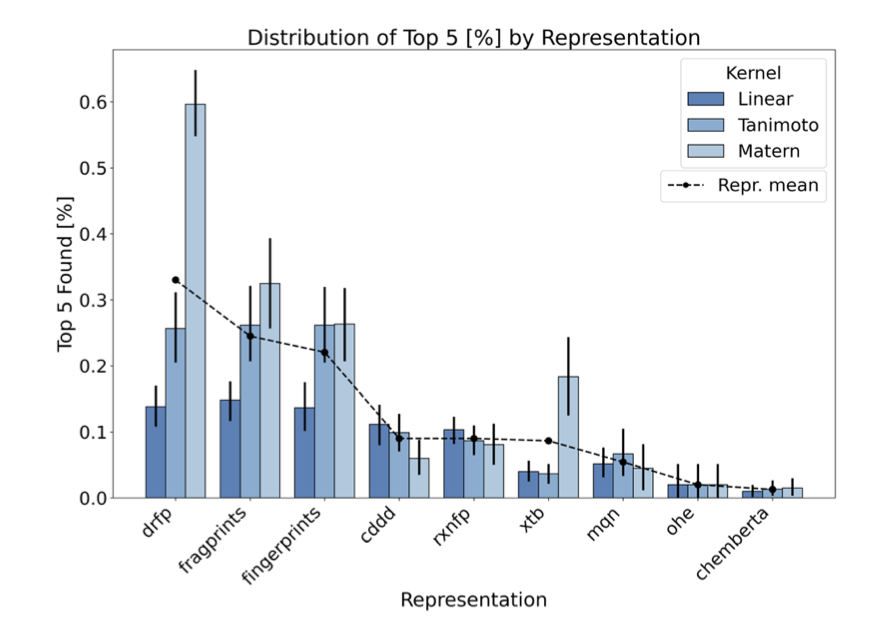 Distribution of Top 5 [%] by Representation
Kernel
Linear
Tanimoto
Matern
Repr. mean
Top 5 Found [%]
0.6
0.5
0.4
0.3
0.2
0.1
0.0
drfp
fragprints
fingerprints
cddd
rxnfp
xtb
mqn
ohe
chemberta
Representation